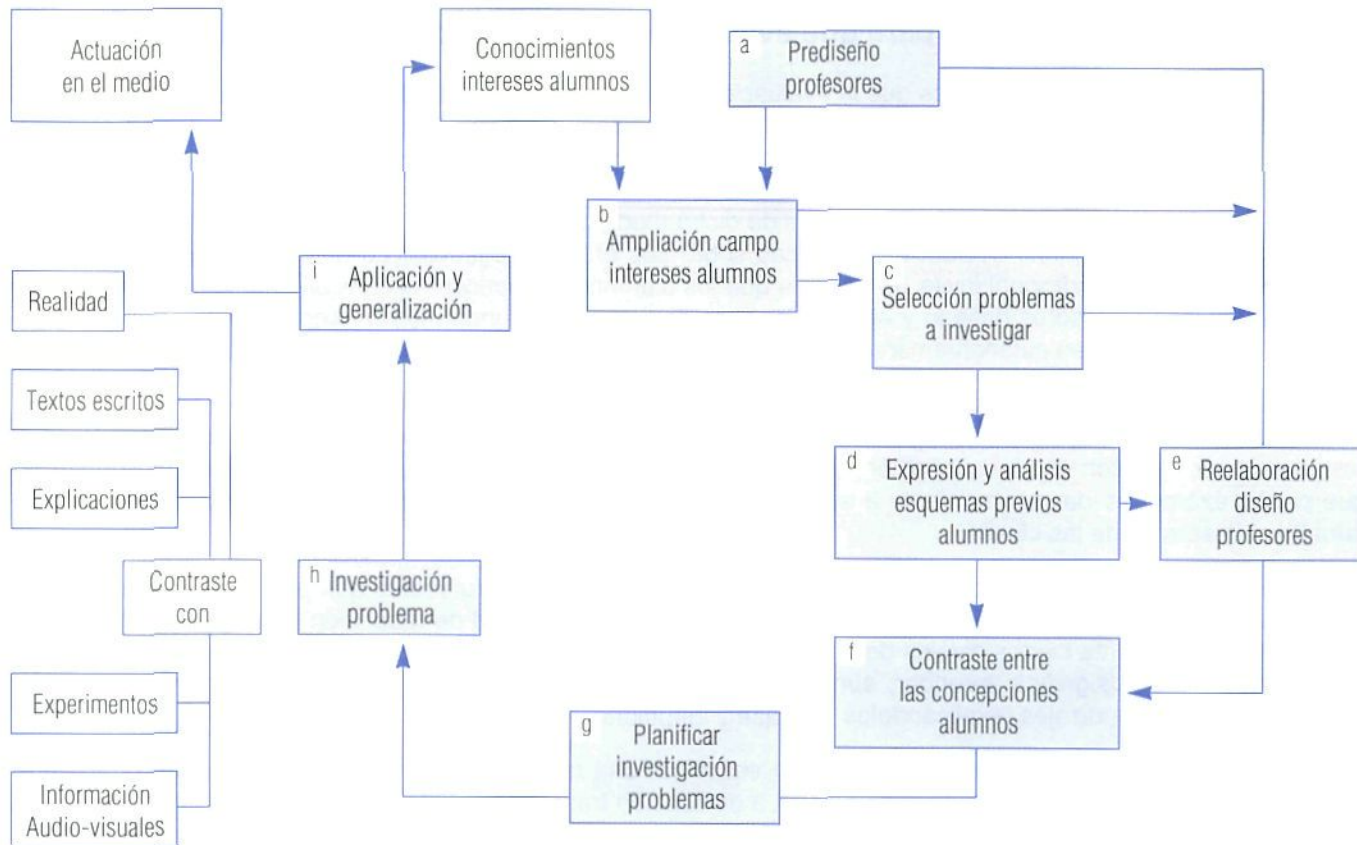 Actuación
en el medio
Conocimientos
intereses alumnos
a
Prediseño
profesores
b
Ampliación campo
intereses alumnos
c
Selección problemas
a investigar
i
Aplicación y
generalización
Realidad
Textos escritos
Explicaciones
Contraste
con
Experimentos
Información
Audio-visuales
h
Investigación
problema
d
Expresión y análisis
esquemas previos
alumnos
e
Reelaboración
diseño
profesores
f
Contraste entre
las concepciones
alumnos
g
Planificar
investigación
problemas